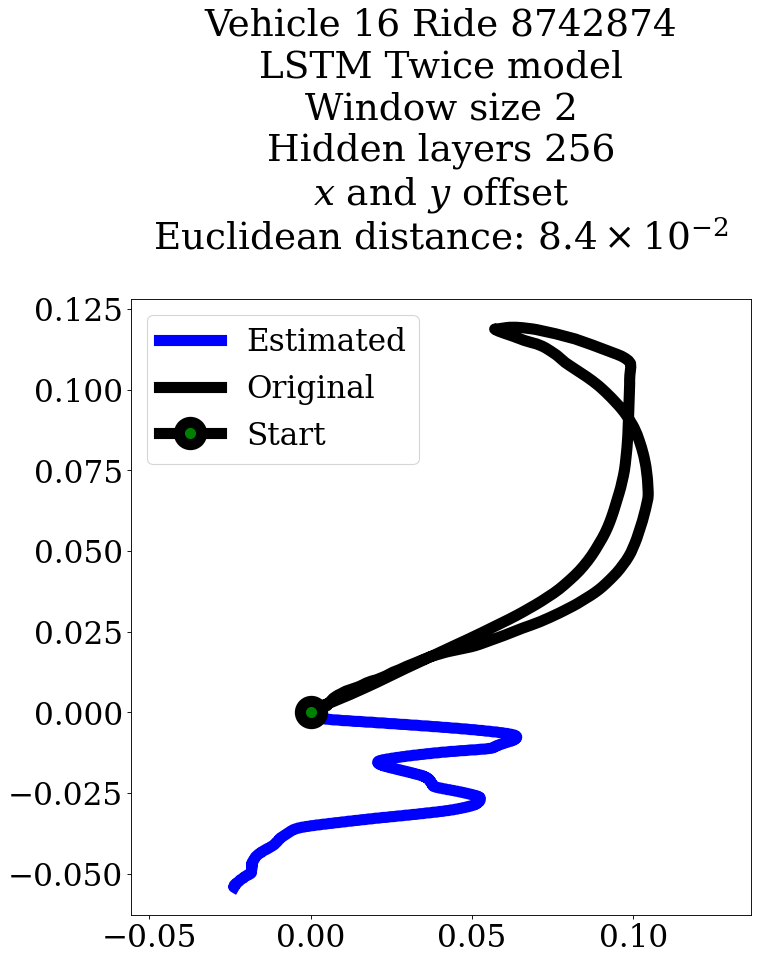 Vehicle 16 Ride 8742874
LSTM Twice model
Window size 2
Hidden layers 256
x and y offset
Euclidean distance: 8.4 × 10⁻²
Estimated
Original
Start
0.125
0.100
0.075
0.050
0.025
0.000
−0.025
−0.050
−0.05 0.00 0.05 0.10